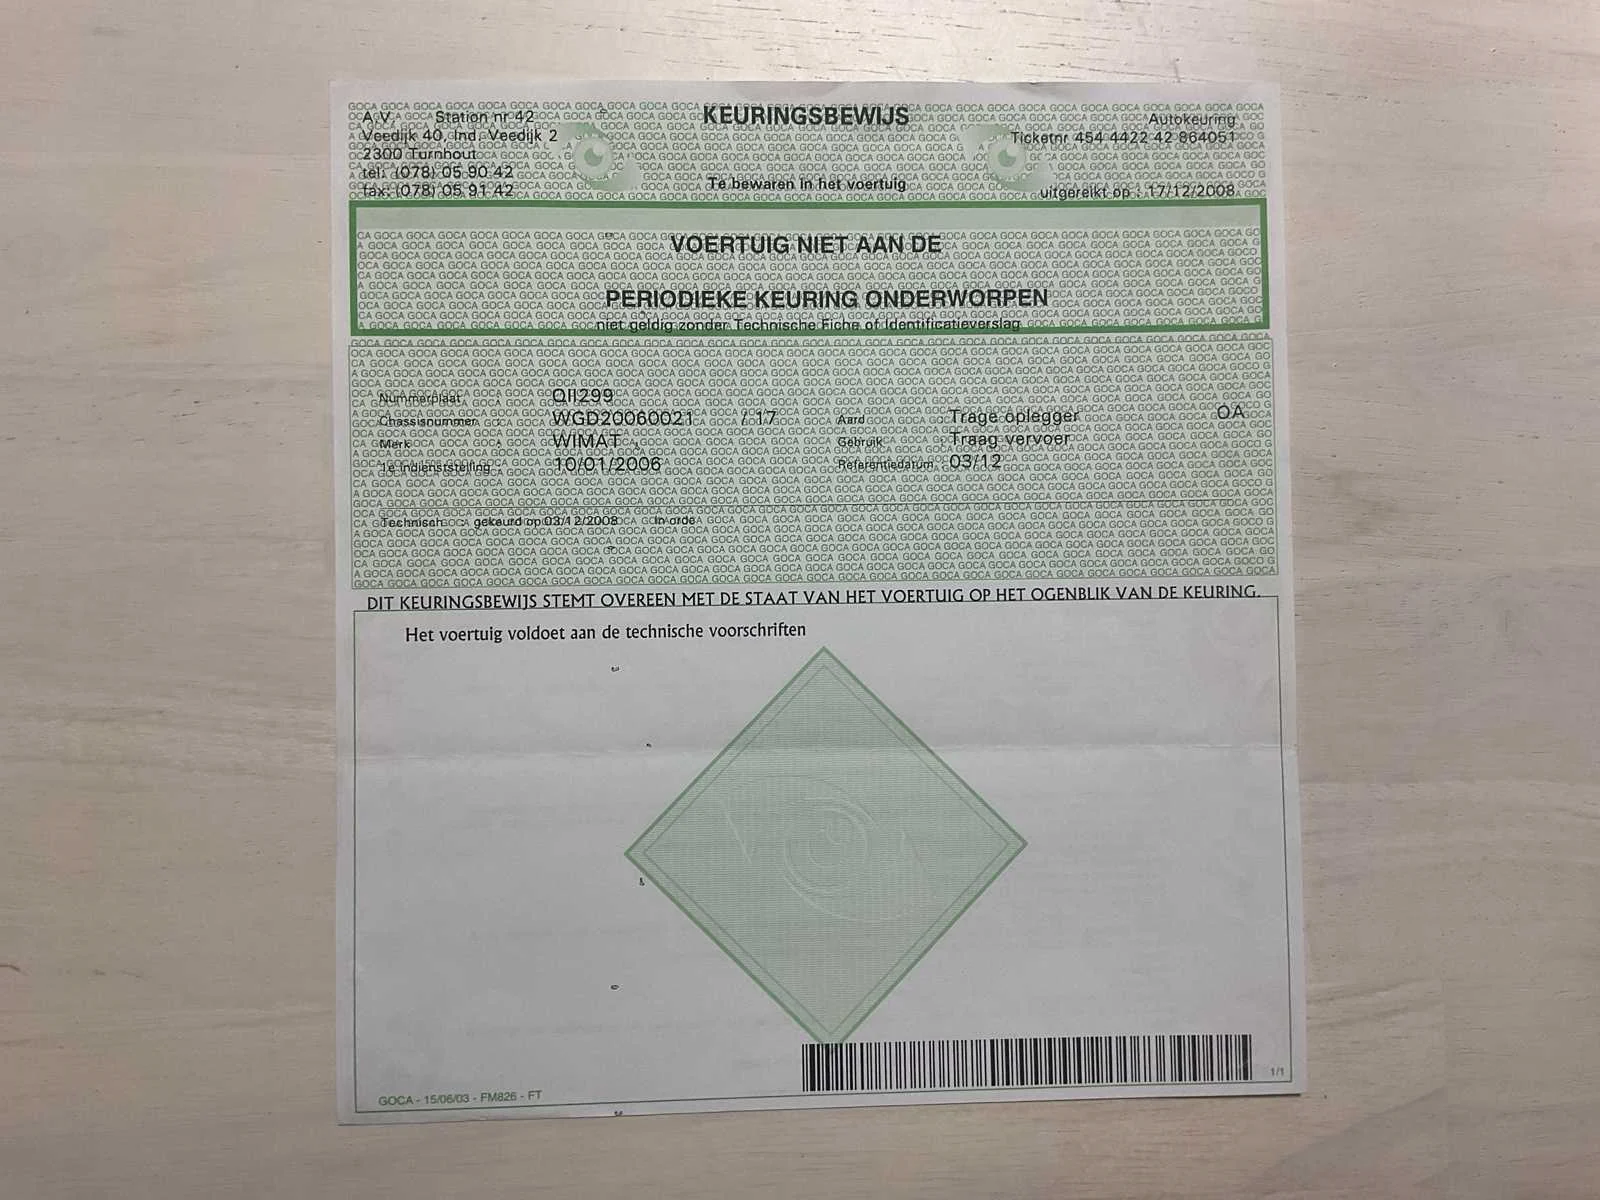 A.V. Station nr 42
Veedijk 40, Ind. Veedijk 2
2300 Turnhout
tel: (078) 05 90 42
fax: (078) 05 91 42
KEURINGSBEWIJS
Te bewaren in het voertuig
Autokeuring
Ticketnr 454 4422 42 864051
uitgereikt op : 17/12/2008
VOERTUIG NIET AAN DE
PERIODIEKE KEURING ONDERWORPEN
niet geldig zonder Technische Fiche of Identificatieverslag
Nummerplaat : QII299
Chassisnummer : WGD20060021 / 17
Merk : WIMAT
1e indienststelling : 10/01/2006
Aard : Trage oplegger OA
Gebruik : Traag vervoer
Referentiedatum : 03/12
Technisch : gekeurd op 03/12/2008 In orde
DIT KEURINGSBEWIJS STEMT OVEREEN MET DE STAAT VAN HET VOERTUIG OP HET OGENBLIK VAN DE KEURING.
Het voertuig voldoet aan de technische voorschriften
GOCA - 15/06/03 - FM826 - FT
1/1